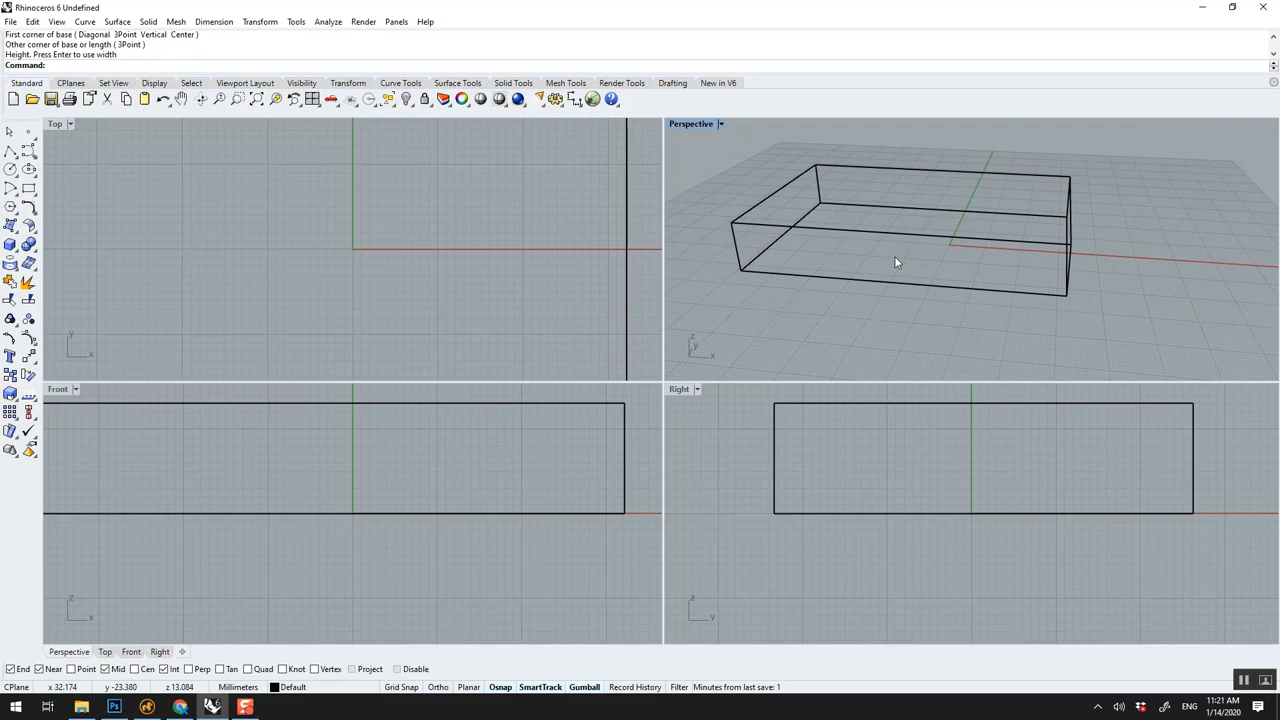 Rhinoceros 6 Undefined
File Edit View Curve Surface Solid Mesh Dimension Transform Tools Analyze Render Panels Help
First corner of base ( Diagonal 3Point Vertical Center )
Other corner of base or length ( 3Point )
Height. Press Enter to use width
Command:
Standard CPlanes Set View Display Select Viewport Layout Visibility Transform Curve Tools Surface Tools Solid Tools Mesh Tools Render Tools Drafting New in V6
Top
Perspective
y
x
z
y
x
Front
Right
z
x
z
y
Perspective Top Front Right
End Near Point Mid Cen Int Perp Tan Quad Knot Vertex Project Disable
CPlane x 32.174 y -23.380 z 13.084 Millimeters Default Grid Snap Ortho Planar Osnap SmartTrack Gumball Record History Filter Minutes from last save: 1
Ps
ENG
11:21 AM
1/14/2020